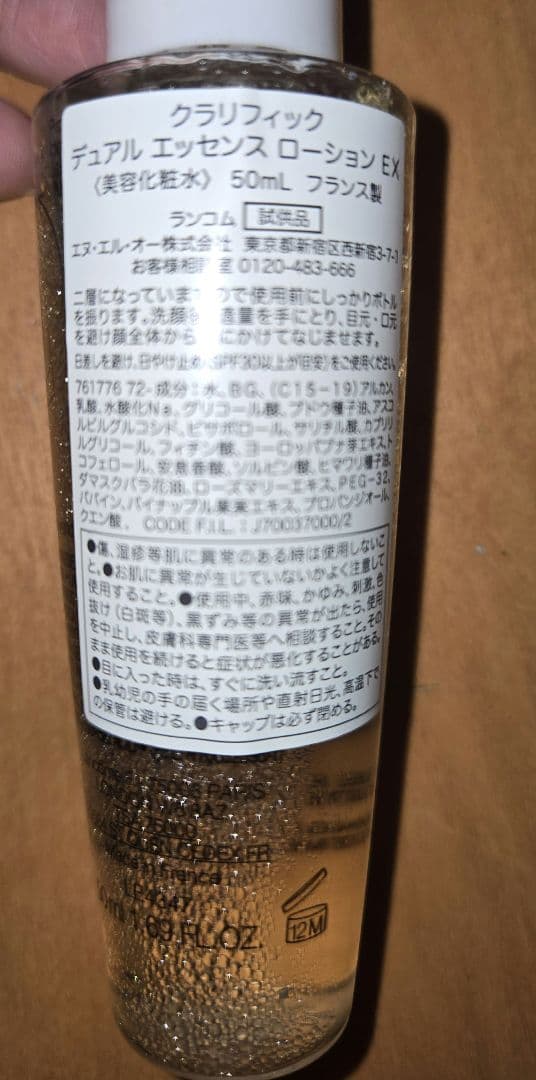 クラリフィック
デュアル エッセンス ローション EX
〈美容化粧水〉 50mL フランス製
ランコム 試供品
エヌ・エル・オー株式会社 東京都新宿区西新宿3-7-1
お客様相談室 0120-483-666
二層になっていますので使用前にしっかりボトル
を振ります。洗顔後、適量を手にとり、目元・口元
を避け顔全体から にかけてなじませます。
日差しを避け、日やけ止め(SPF30以上が目安)をご使用ください。
761776 72- 成分:水、BG、(C15-19)アルカン、
乳酸、水酸化Na、グリコール酸、ブドウ種子油、アスコ
ルビルグルコシド、ビサボロール、サリチル酸、カプリリ
ルグリコール、フィチン酸、ヨーロッパブナ芽エキス、ト
コフェロール、安息香酸、ソルビン酸、ヒマワリ種子油、
ダマスクバラ花油、ローズマリーエキス、PEG-32、
パパイン、パイナップル果実エキス、プロパンジオール、
クエン酸、 CODE F.I.L. : J70037000/2
●傷、湿疹等肌に異常のある時は使用しないこ
と。●お肌に異常が生じていないかよく注意して
使用すること。●使用中、赤味、かゆみ、刺激、色
抜け(白斑等)、黒ずみ等の異常が出たら、使用
を中止し、皮膚科専門医等へ相談すること。その
まま使用を続けると症状が悪化することがある。
●目に入った時は、すぐに洗い流すこと。
●乳幼児の手の届く場所や直射日光、高温下で
の保管は避ける。●キャップは必ず閉める。
PARIS
CEDEX FR
France
12M
1.69 FL.OZ.